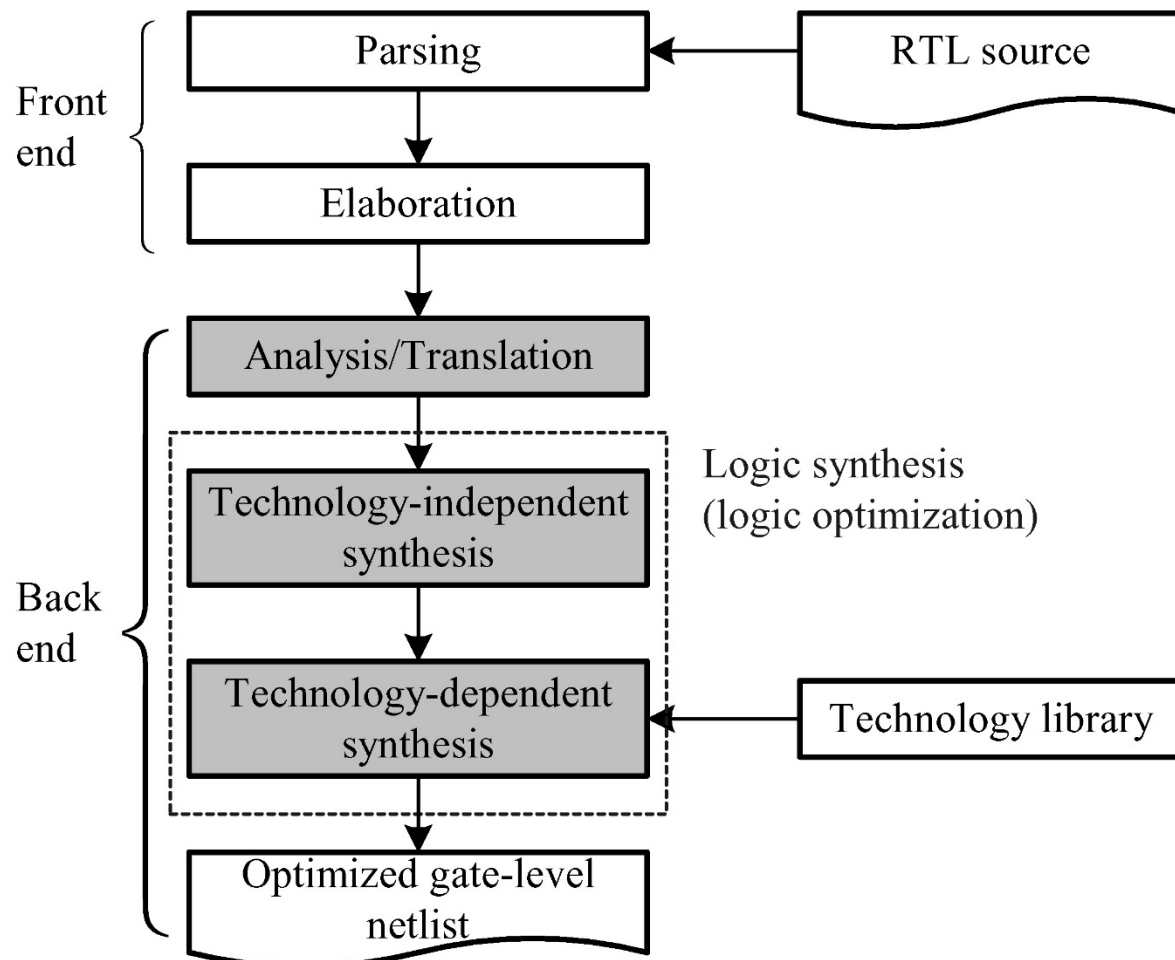 Parsing
RTL source
Front
end
Elaboration
Analysis/Translation
Technology-independent
synthesis
Logic synthesis
(logic optimization)
Back
end
Technology-dependent
synthesis
Technology library
Optimized gate-level
netlist